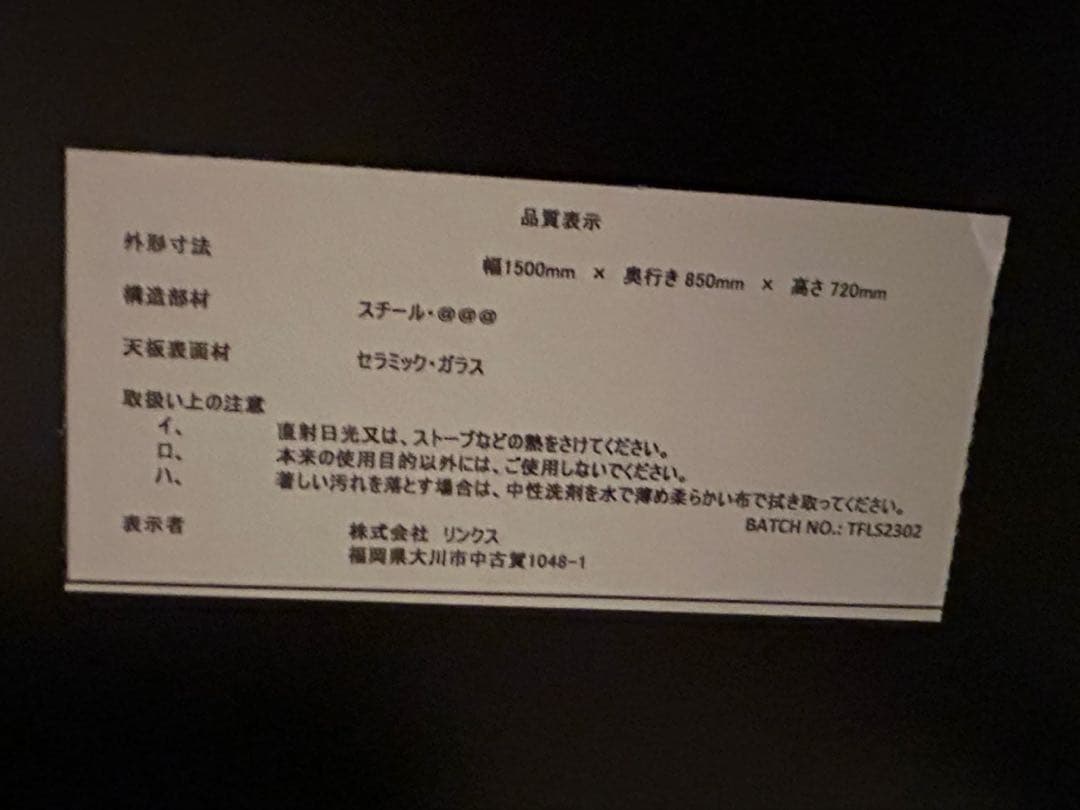 品質表示
外形寸法 幅1500mm × 奥行き 850mm × 高さ 720mm
構造部材 スチール・@@@
天板表面材 セラミック・ガラス
取扱い上の注意
イ、 直射日光又は、ストーブなどの熱をさけてください。
ロ、 本来の使用目的以外には、ご使用しないでください。
ハ、 著しい汚れを落とす場合は、中性洗剤を水で薄め柔らかい布で拭き取ってください。
BATCH NO.: TFLS2302
表示者 株式会社 リンクス
福岡県大川市中古賀1048-1